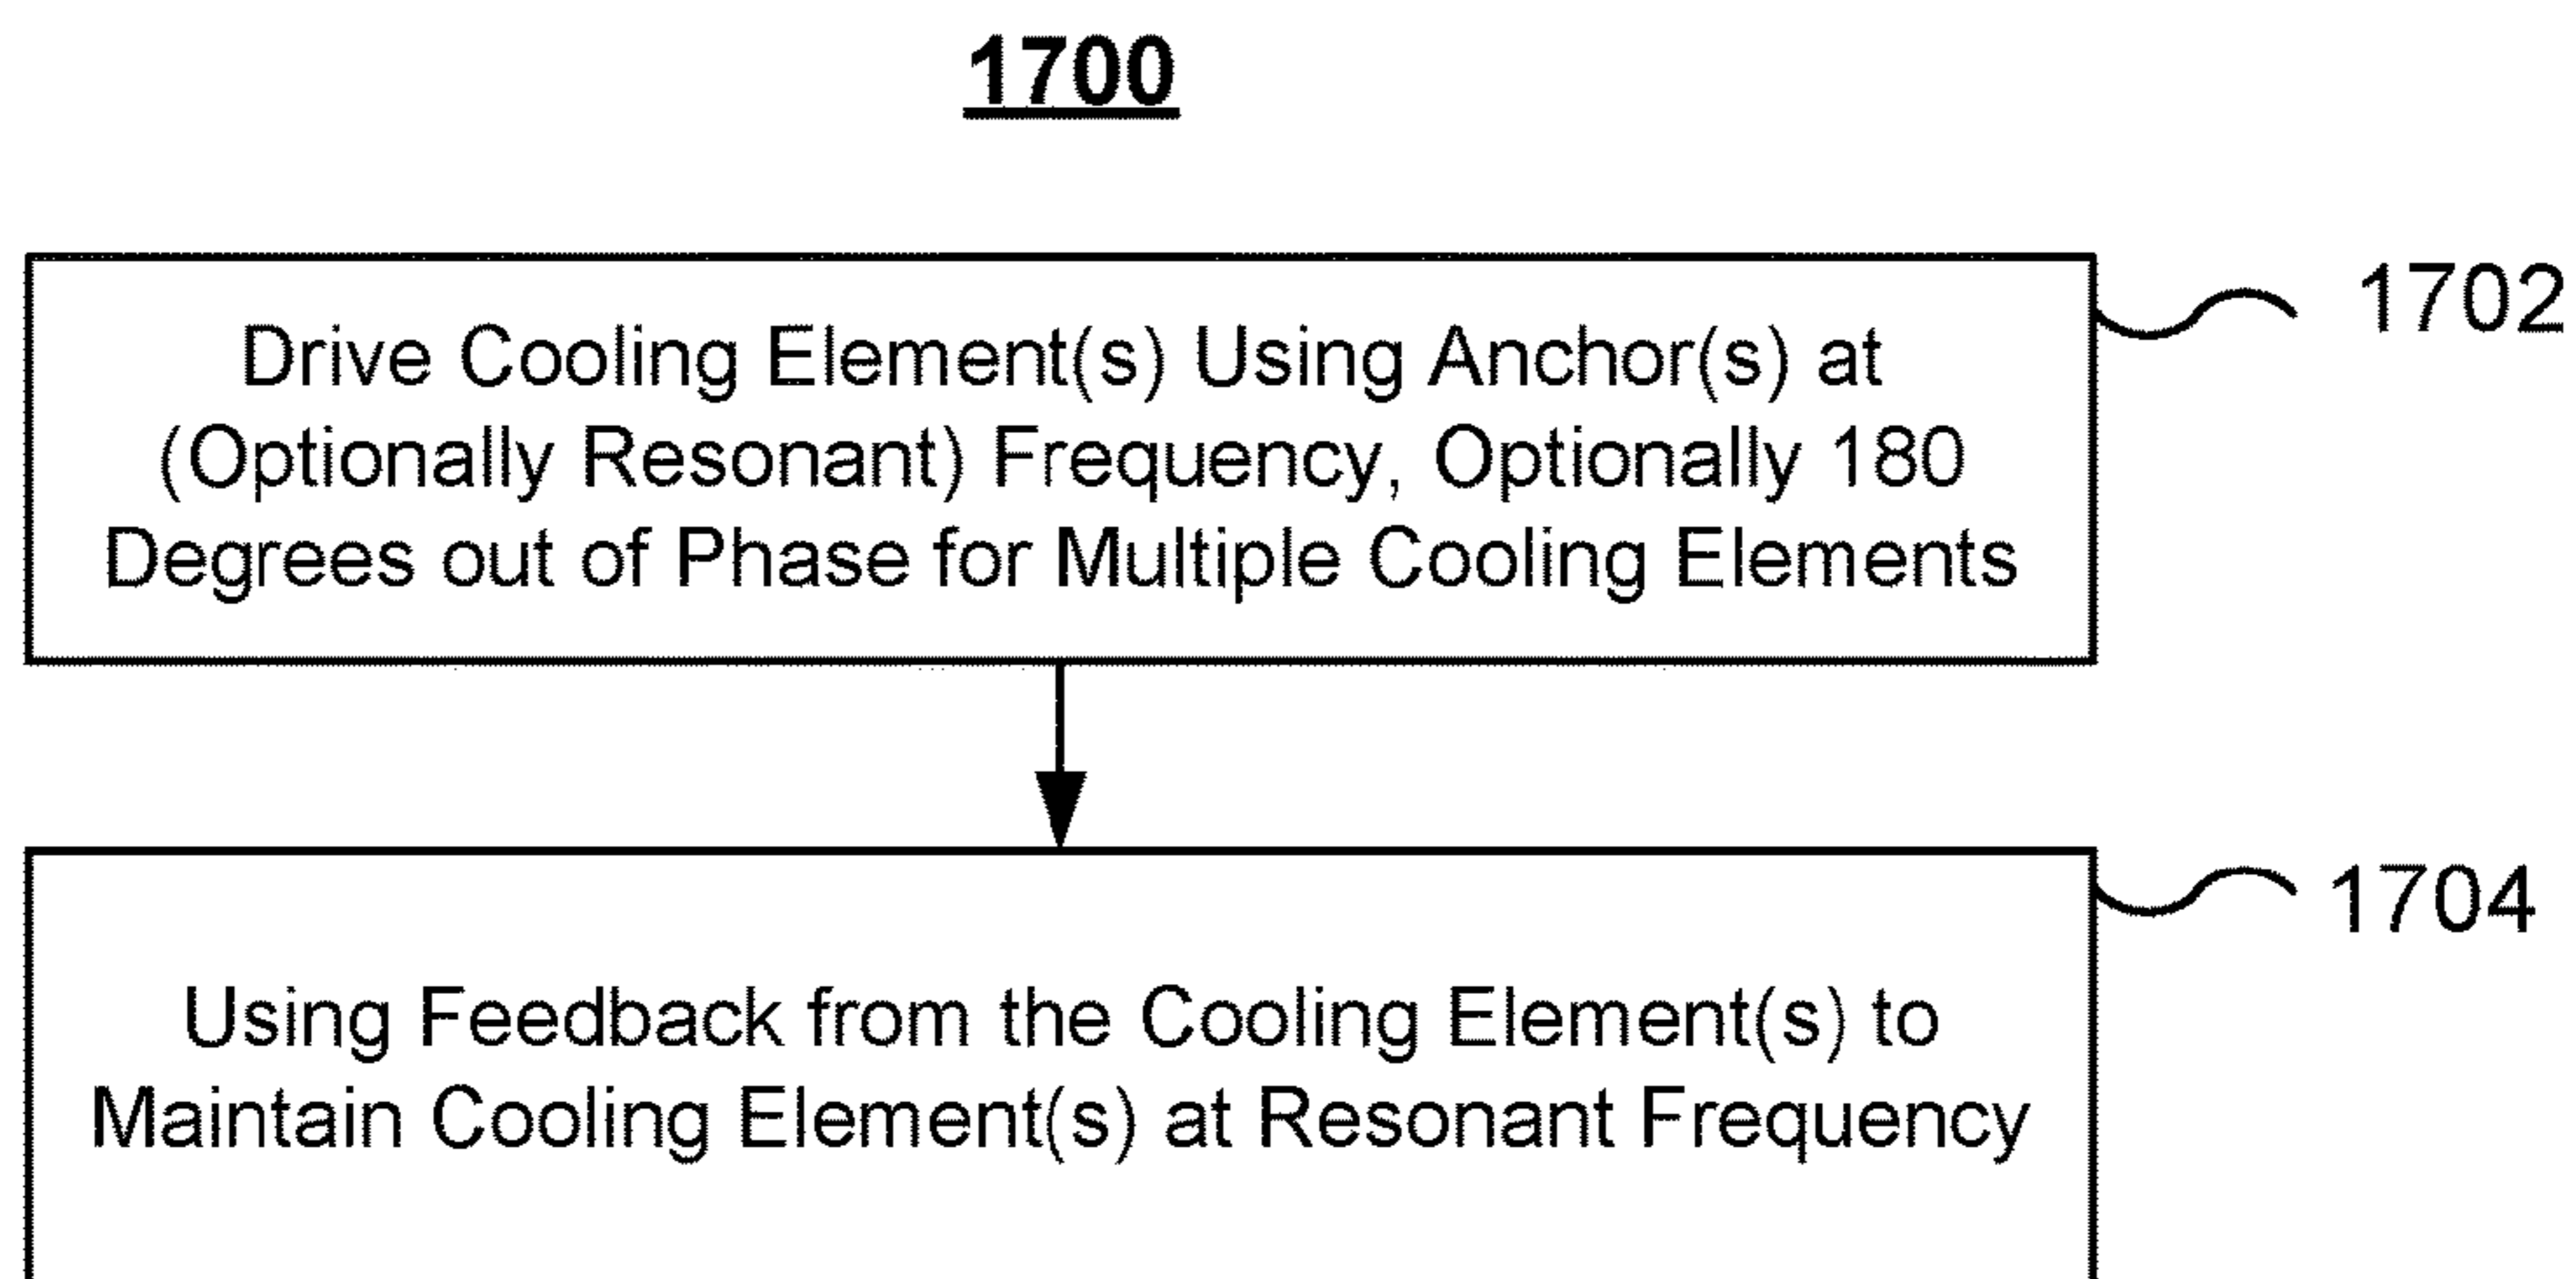 1700
Drive Cooling Element(s) Using Anchor(s) at
1702
(Optionally Resonant) Frequency, Optionally 180
Degrees out of Phase for Multiple Cooling Elements
1704
Using Feedback from the Cooling Element(s) to
Maintain Cooling Element(s) at Resonant Frequency